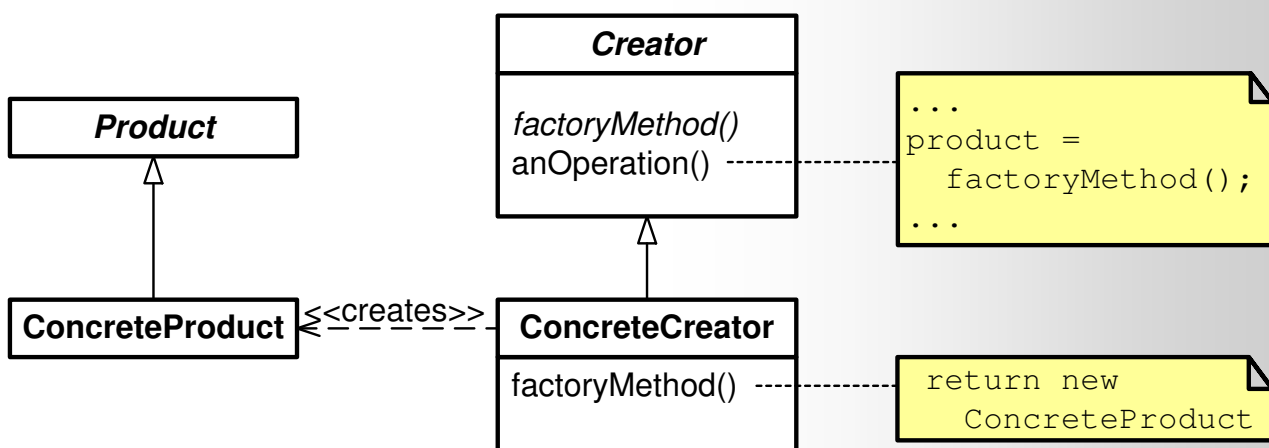 Creator
Product
factoryMethod()
anOperation()
...
product =
factoryMethod();
...
ConcreteProduct
<<creates>>
ConcreteCreator
factoryMethod()
return new
ConcreteProduct